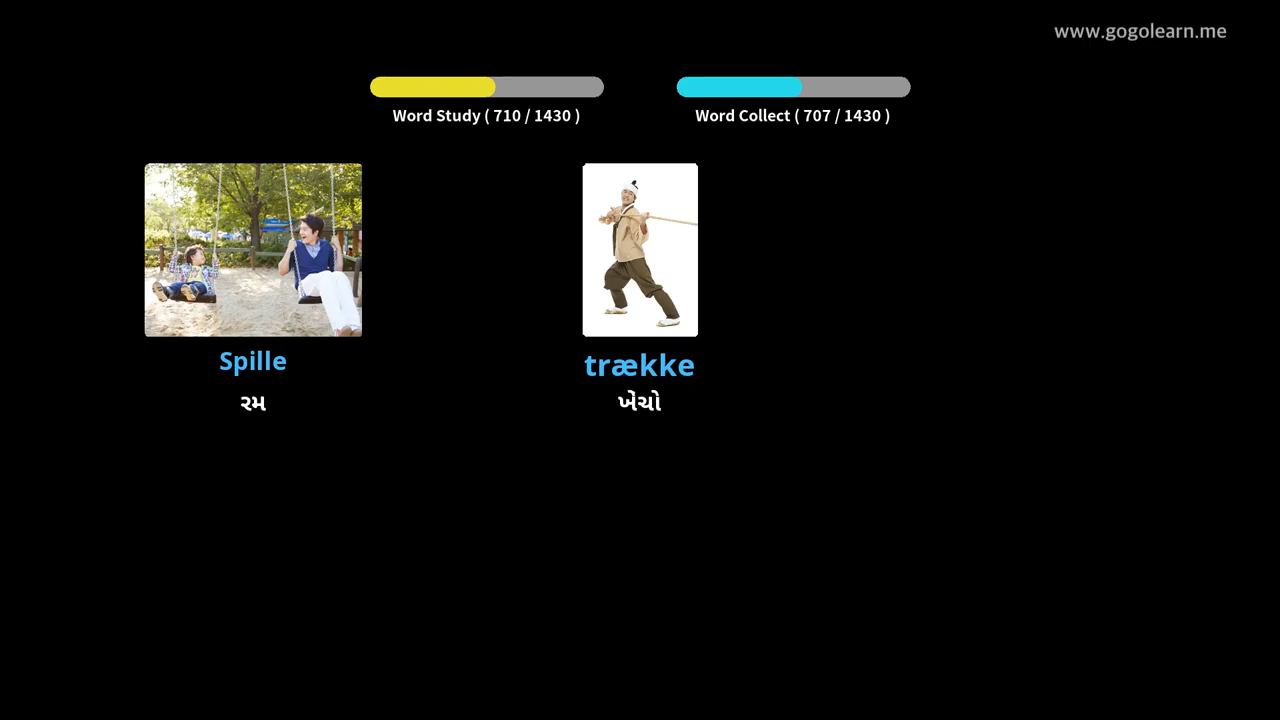 www.gogolearn.me
Word Study ( 710 / 1430 )
Word Collect ( 707 / 1430 )
Spille
રમ
trække
ખેચો